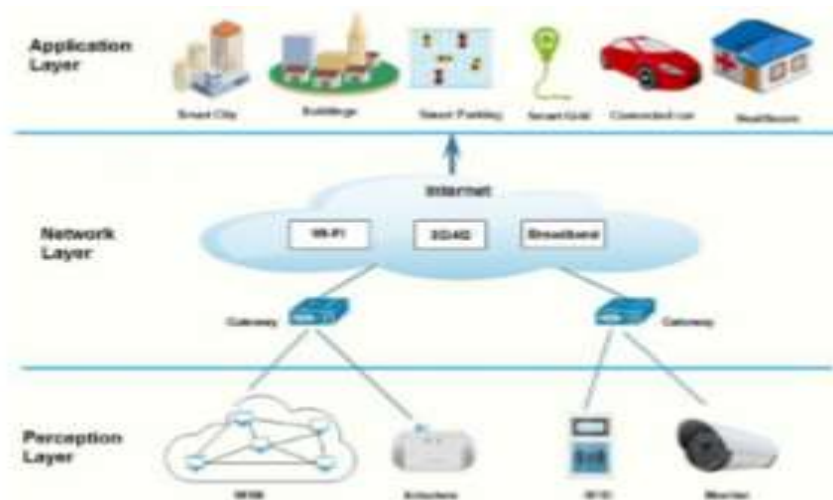 Application
Layer
Smart City
Buildings
Smart Parking
Smart Grid
Connected car
Healthcare
Internet
Network
Layer
Wi-Fi
3G/4G
Broadband
Gateway
Gateway
Perception
Layer
WSN
RFID